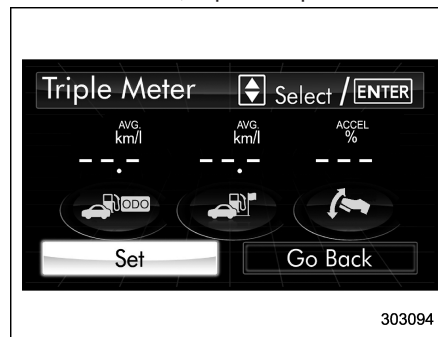 Triple Meter Select / ENTER
AVG. AVG. ACCEL
km/l km/l %
--.- --.- ---
ODO
Set Go Back
303094